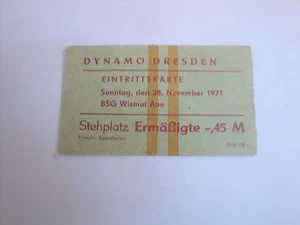 DYNAMO DRESDEN
EINTRITTSKARTE
Sonntag, den 28. November 1971
BSG Wismut Aue
Stehplatz Ermäßigte -,45 M